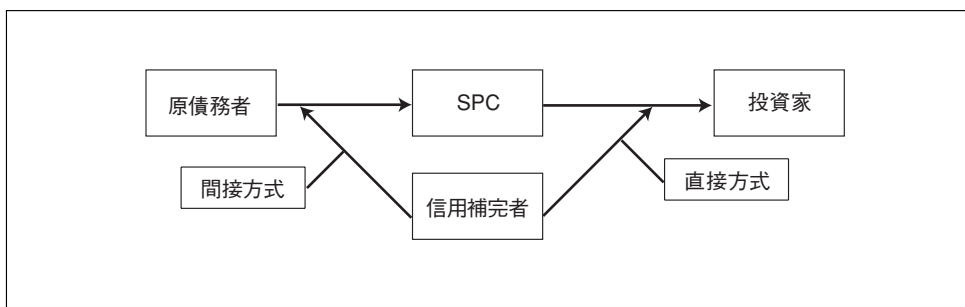 原債務者
SPC
投資家
間接方式
信用補完者
直接方式